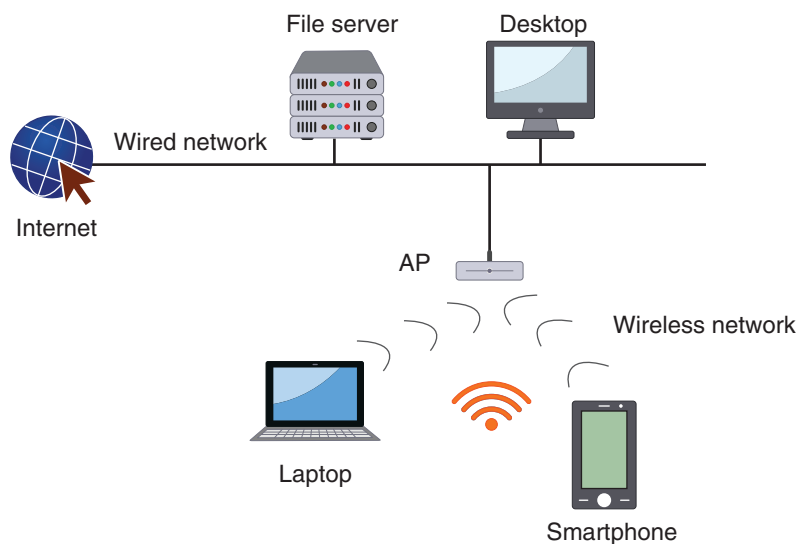 File server
Desktop
Wired network
Internet
AP
Wireless network
Laptop
Smartphone